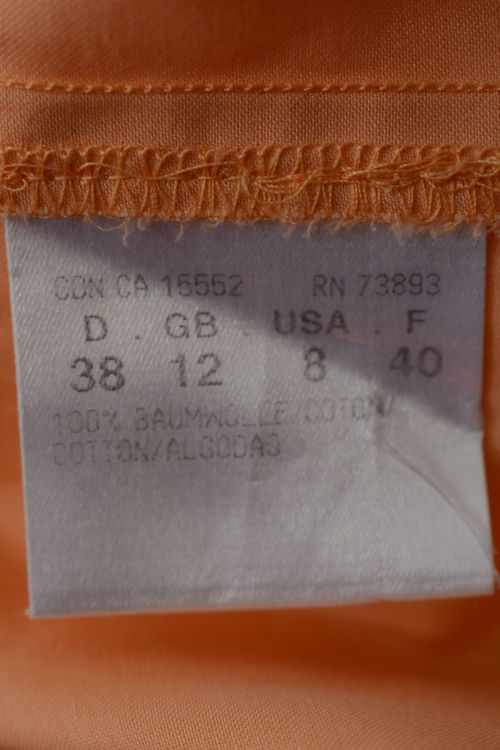 CDN CA 15552 RN 73893
D . GB . USA . F
38 12 8 40
100% BAUMWOLLE/COTON/
COTTON/ALGODAO